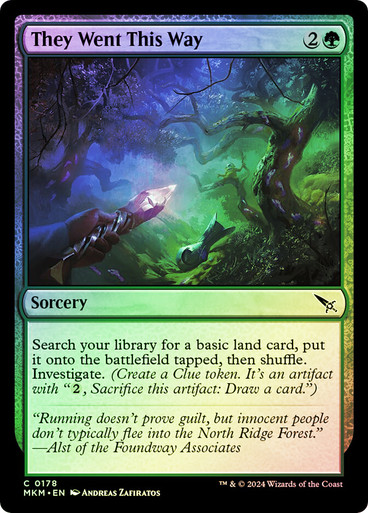 They Went This Way 2
Sorcery
Search your library for a basic land card, put
it onto the battlefield tapped, then shuffle.
Investigate. (Create a Clue token. It's an artifact
with “2, Sacrifice this artifact: Draw a card.”)
“Running doesn't prove guilt, but innocent people
don't typically flee into the North Ridge Forest.”
—Alst of the Foundway Associates
C 0178
MKM • EN Andreas Zafiratos
™ & © 2024 Wizards of the Coast